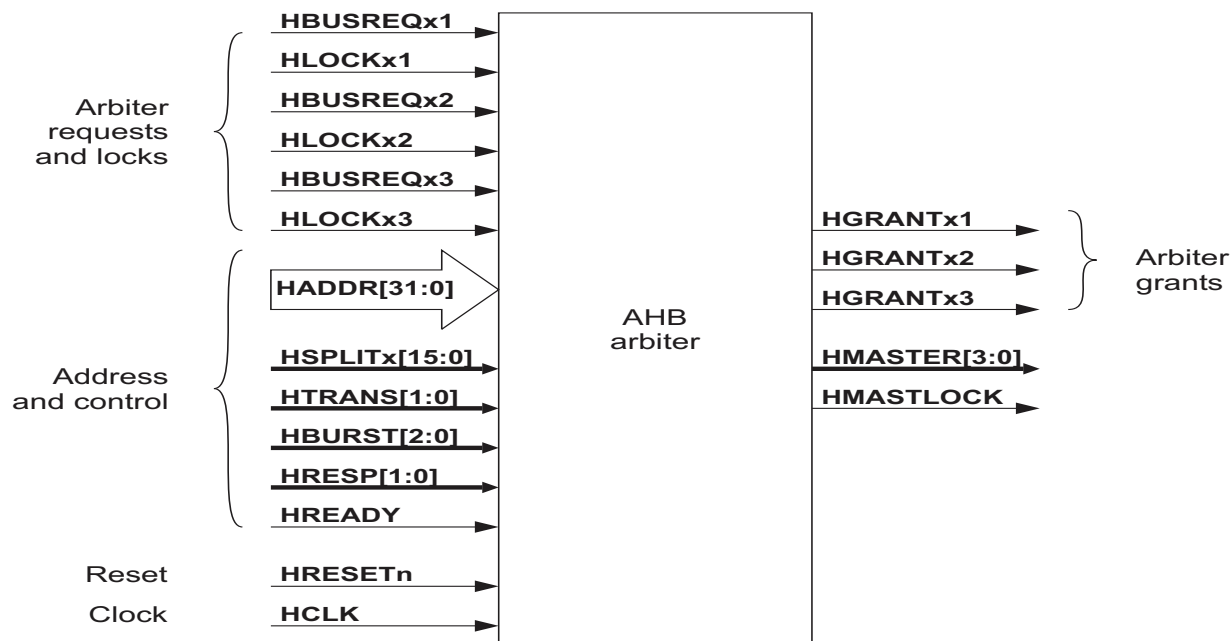 HBUSREQx1
HLOCKx1
HBUSREQx2
HLOCKx2
HBUSREQx3
HLOCKx3
Arbiter
requests
and locks
HADDR[31:0]
HSPLITx[15:0]
HTRANS[1:0]
HBURST[2:0]
HRESP[1:0]
HREADY
Address
and control
Reset
HRESETn
Clock
HCLK
AHB
arbiter
HGRANTx1
HGRANTx2
HGRANTx3
Arbiter
grants
HMASTER[3:0]
HMASTLOCK